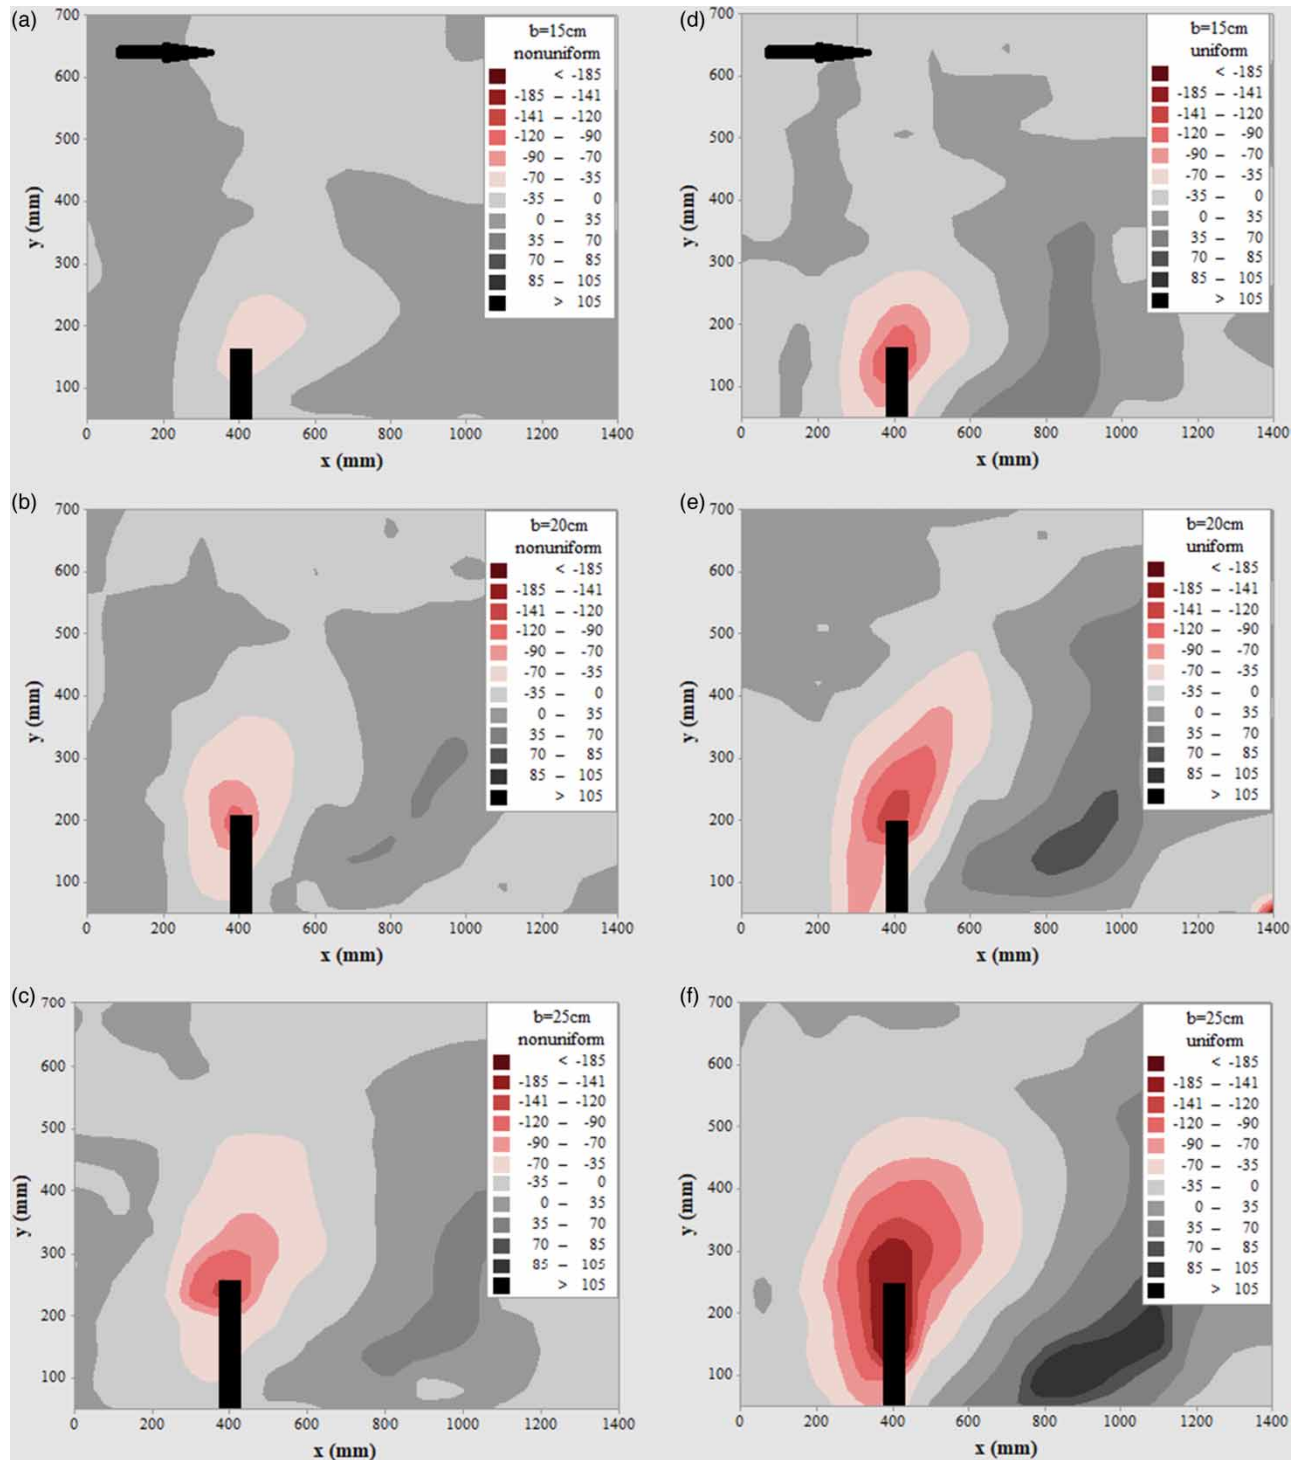 (a)
700
600
500
400
300
200
100
y (mm)
0 200 400 600 800 1000 1200 1400
x (mm)
b=15cm
nonuniform
< -185
-185 – -141
-141 – -120
-120 – -90
-90 – -70
-70 – -35
-35 – 0
0 – 35
35 – 70
70 – 85
85 – 105
> 105
(d)
700
600
500
400
300
200
100
y (mm)
0 200 400 600 800 1000 1200 1400
x (mm)
b=15cm
uniform
< -185
-185 – -141
-141 – -120
-120 – -90
-90 – -70
-70 – -35
-35 – 0
0 – 35
35 – 70
70 – 85
85 – 105
> 105
(b)
700
600
500
400
300
200
100
y (mm)
0 200 400 600 800 1000 1200 1400
x (mm)
b=20cm
nonuniform
< -185
-185 – -141
-141 – -120
-120 – -90
-90 – -70
-70 – -35
-35 – 0
0 – 35
35 – 70
70 – 85
85 – 105
> 105
(e)
700
600
500
400
300
200
100
y (mm)
0 200 400 600 800 1000 1200 1400
x (mm)
b=20cm
uniform
< -185
-185 – -141
-141 – -120
-120 – -90
-90 – -70
-70 – -35
-35 – 0
0 – 35
35 – 70
70 – 85
85 – 105
> 105
(c)
700
600
500
400
300
200
100
y (mm)
0 200 400 600 800 1000 1200 1400
x (mm)
b=25cm
nonuniform
< -185
-185 – -141
-141 – -120
-120 – -90
-90 – -70
-70 – -35
-35 – 0
0 – 35
35 – 70
70 – 85
85 – 105
> 105
(f)
700
600
500
400
300
200
100
y (mm)
0 200 400 600 800 1000 1200 1400
x (mm)
b=25cm
uniform
< -185
-185 – -141
-141 – -120
-120 – -90
-90 – -70
-70 – -35
-35 – 0
0 – 35
35 – 70
70 – 85
85 – 105
> 105